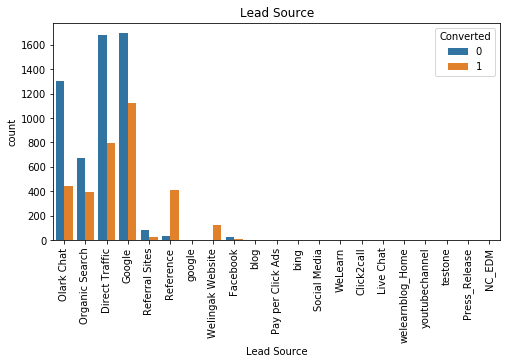 Lead Source
Converted
0
1
1600
1400
1200
1000
800
600
400
200
0
count
Olark Chat
Organic Search
Direct Traffic
Google
Referral Sites
Reference
google
Welingak Website
Facebook
blog
Pay per Click Ads
bing
Social Media
WeLearn
Click2call
Live Chat
welearnblog_Home
youtubechannel
testone
Press_Release
NC_EDM
Lead Source